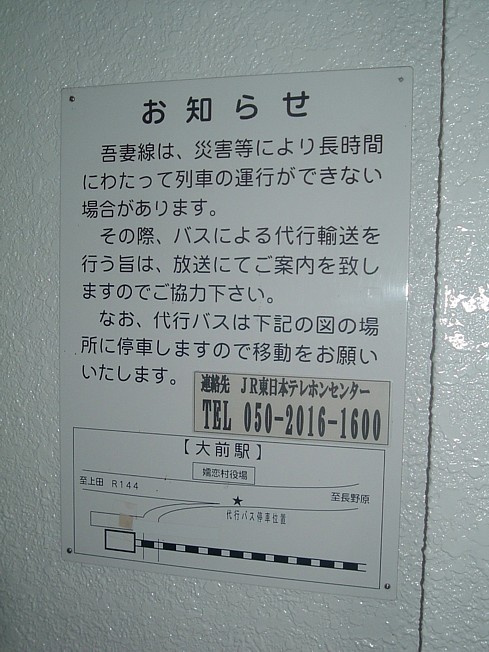 お知らせ
吾妻線は、災害等により長時間
にわたって列車の運行ができない
場合があります。
その際、バスによる代行輸送を
行う旨は、放送にてご案内を致し
ますのでご協力下さい。
なお、代行バスは下記の図の場
所に停車しますので移動をお願い
いたします。
連絡先 JR東日本テレホンセンター
TEL 050-2016-1600
【大前駅】
嬬恋村役場
至上田 R144
★
至長野原
代行バス停車位置